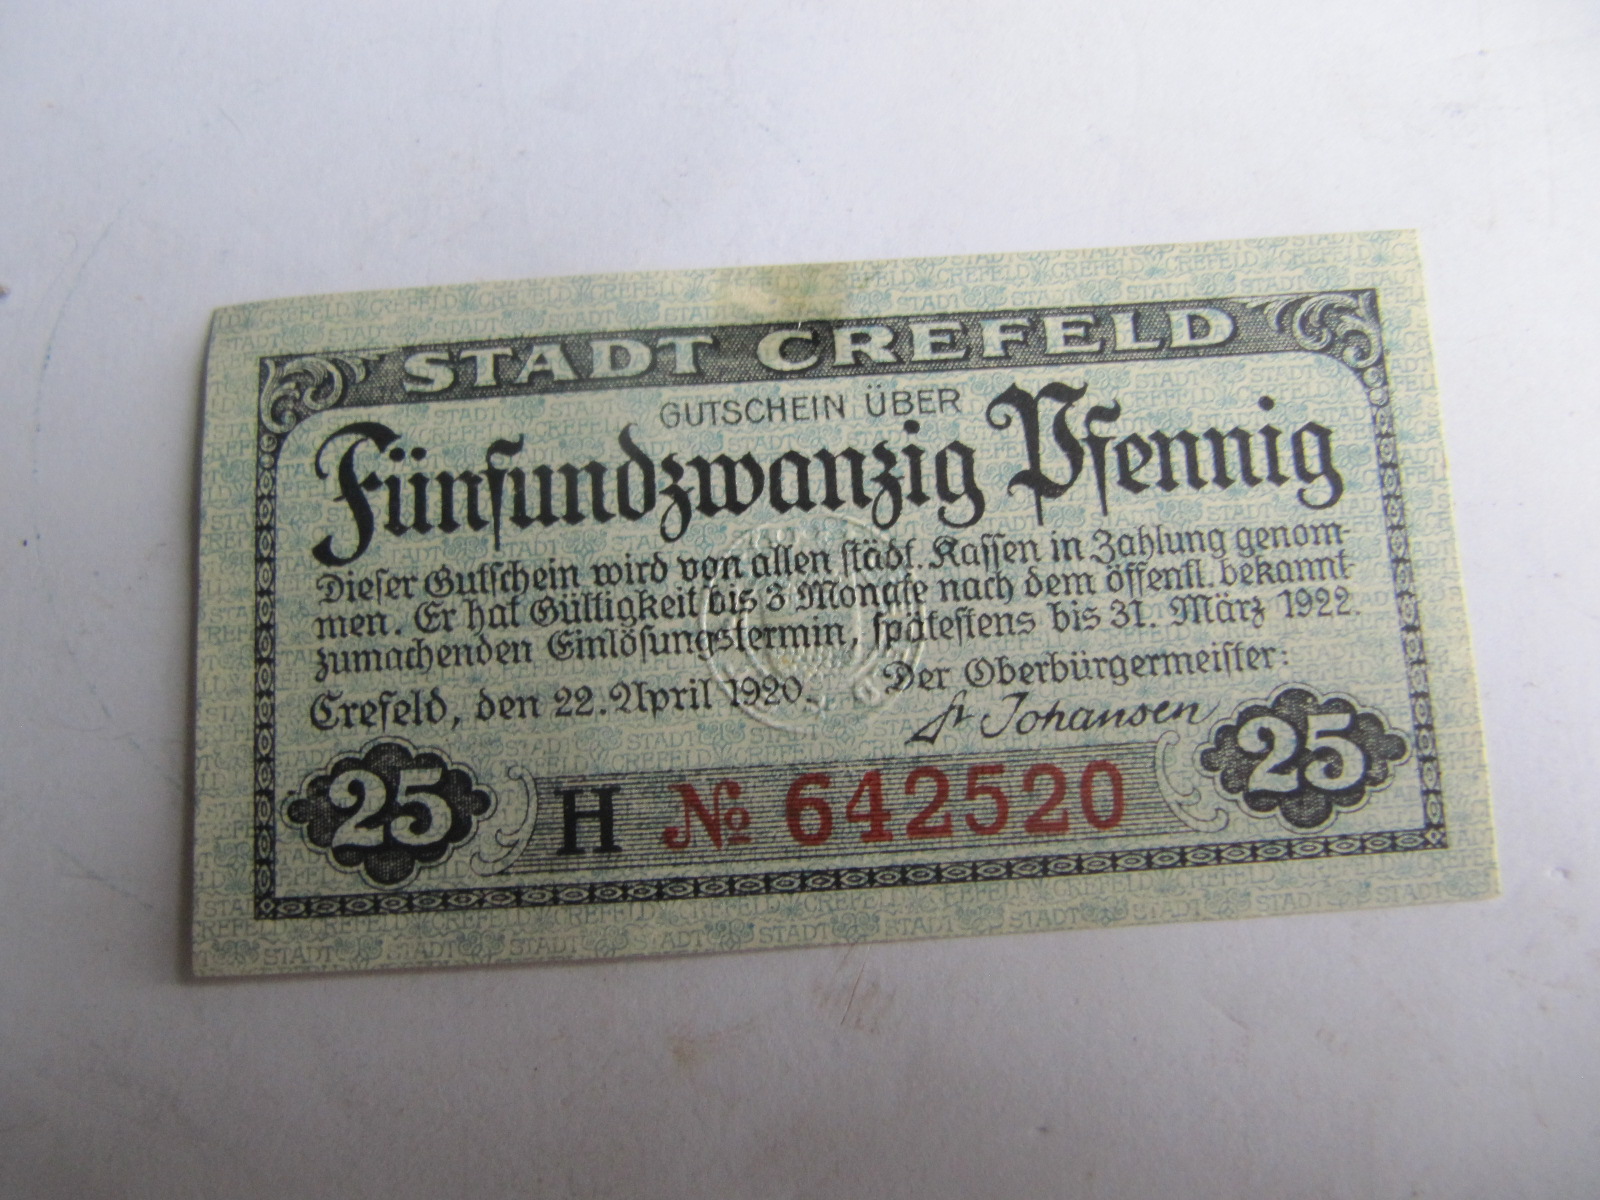 STADT CREFELD
GUTSCHEIN ÜBER
Fünfundzwanzig Pfennig
Dieser Gutschein wird von allen städt. Kassen in Zahlung genom-
men. Er hat Gültigkeit bis 3 Monate nach dem öffentl. bekannt
zumachenden Einlösungstermin, spätestens bis 31. März 1922.
Crefeld, den 22. April 1920. Der Oberbürgermeister:
Johansen
25 H № 642520 25